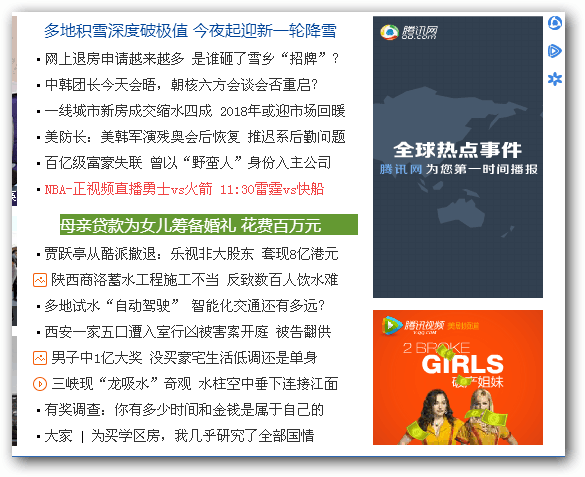 多地积雪深度破极值 今夜起迎新一轮降雪
网上退房申请越来越多 是谁砸了雪乡“招牌”？
中韩团长今天会晤，朝核六方会谈会否重启？
一线城市新房成交缩水四成 2018年或迎市场回暖
美防长：美韩军演残奥会后恢复 推迟系后勤问题
百亿级富豪失联 曾以“野蛮人”身份入主公司
NBA-正视频直播勇士vs火箭 11:30雷霆vs快船
母亲贷款为女儿筹备婚礼 花费百万元
贾跃亭从酷派撤退：乐视非大股东 套现8亿港元
陕西商洛蓄水工程施工不当 反致数百人饮水难
多地试水“自动驾驶” 智能化交通还有多远？
西安一家五口遭入室行凶被害案开庭 被告翻供
男子中1亿大奖 没买豪宅生活低调还是单身
三峡现“龙吸水”奇观 水柱空中垂下连接江面
有奖调查：你有多少时间和金钱是属于自己的
大家 | 为买学区房，我几乎研究了全部国情
腾讯网
QQ.COM
全球热点事件
腾讯网 为您第一时间播报
腾讯视频
2 BROKE
GIRLS
破产姐妹